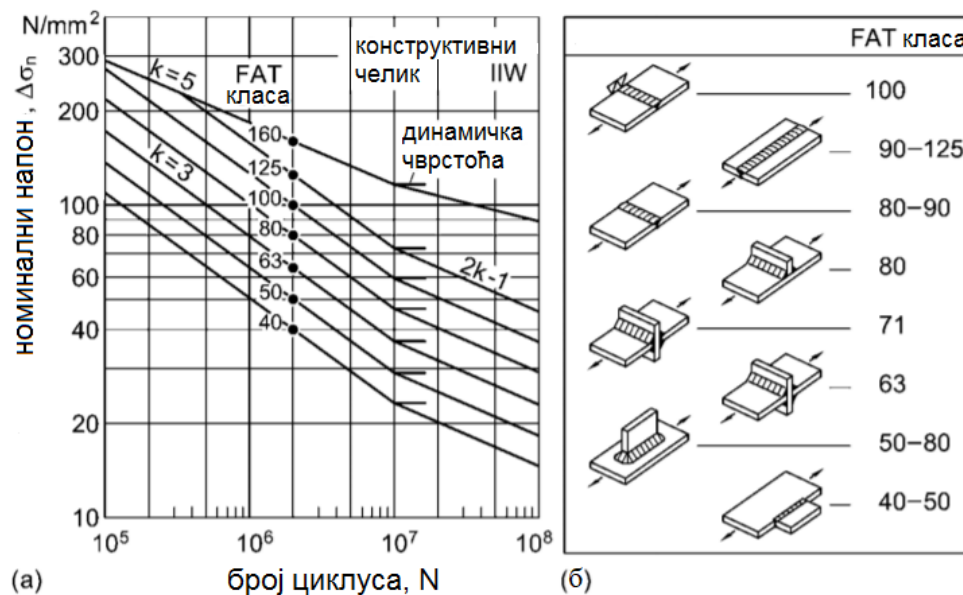 N/mm²
300
200
100
80
60
40
20
10
номинални напон , Δσₙ
k=5
k=3
FAT
класа
160
125
100
80
63
50
40
конструктивни
челик
IIW
динамичка
чврстоћа
2k-1
10⁵
10⁶
10⁷
10⁸
(а)
број циклуса, N
FAT класа
100
90–125
80–90
80
71
63
50–80
40–50
(б)